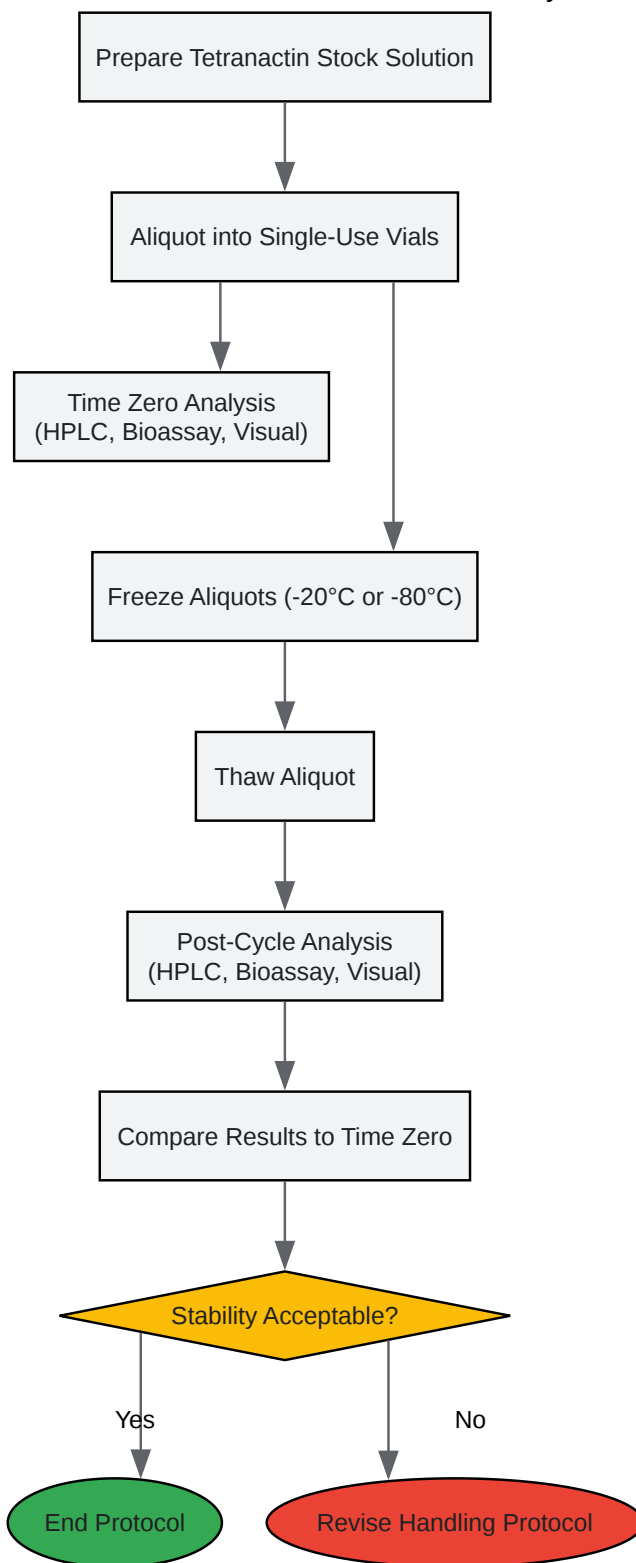 Prepare Tetranactin Stock Solution
Aliquot into Single-Use Vials
Time Zero Analysis
(HPLC, Bioassay, Visual)
Freeze Aliquots (-20°C or -80°C)
Thaw Aliquot
Post-Cycle Analysis
(HPLC, Bioassay, Visual)
Compare Results to Time Zero
Stability Acceptable?
Yes
No
End Protocol
Revise Handling Protocol